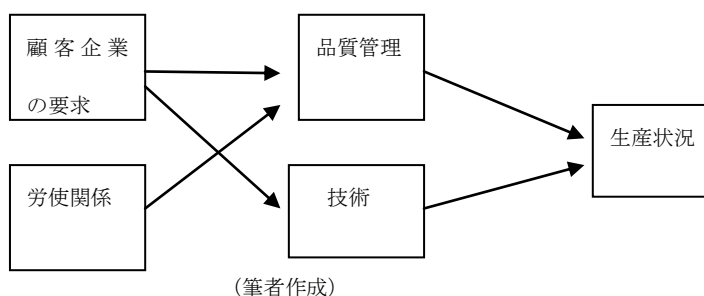 顧客企業
の要求
品質管理
生産状況
労使関係
技術
（筆者作成）